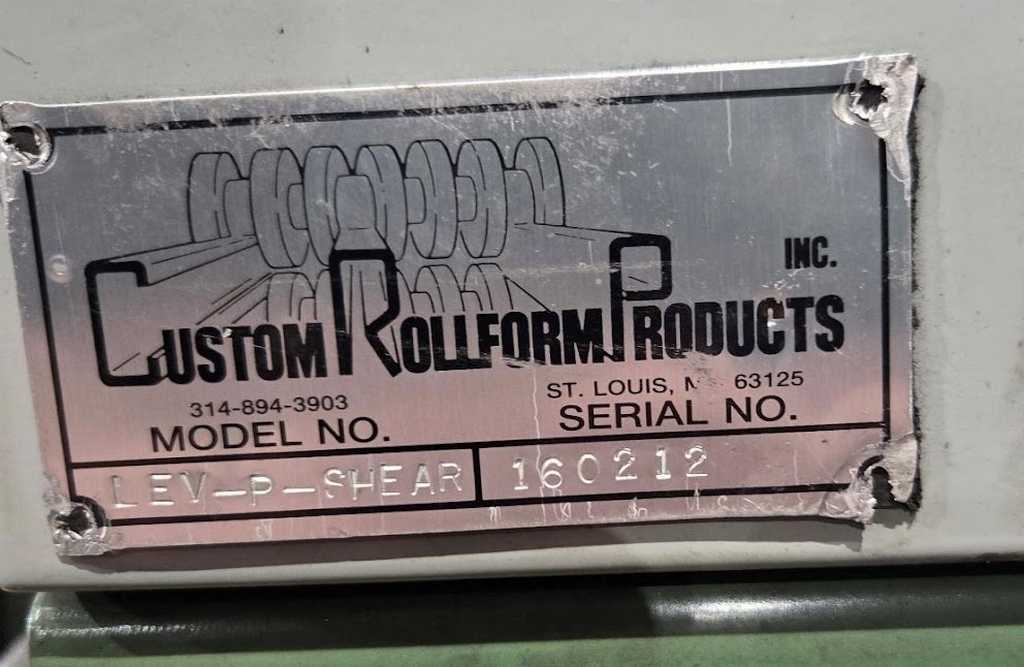 INC.
CUSTOM ROLLFORM PRODUCTS
314-894-3903
ST. LOUIS, 63125
MODEL NO.
SERIAL NO.
LEV-P-SHEAR
160212